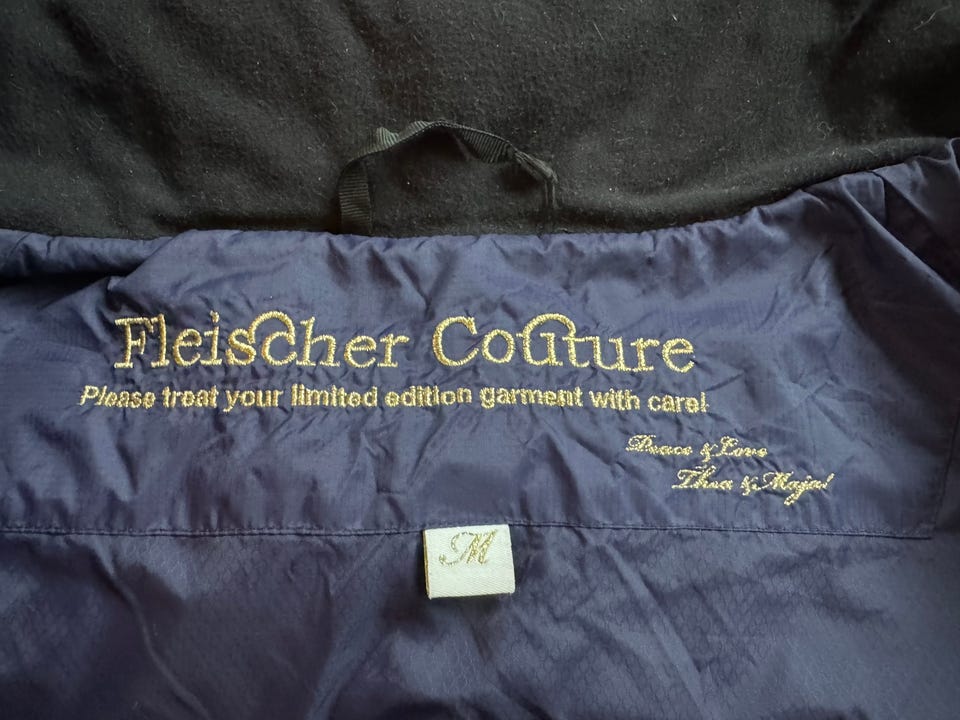 Fleischer Couture
Please treat your limited edition garment with care!
Peace & Love
Thea & Maja!
M